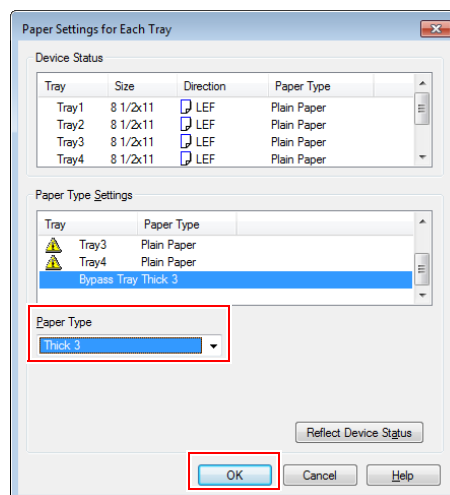 Paper Settings for Each Tray
Device Status
Tray Size Direction Paper Type
Tray1 8 1/2x11 LEF Plain Paper
Tray2 8 1/2x11 LEF Plain Paper
Tray3 8 1/2x11 LEF Plain Paper
Tray4 8 1/2x11 LEF Plain Paper
Paper Type Settings
Tray Paper Type
Tray3 Plain Paper
Tray4 Plain Paper
Bypass Tray Thick 3
Paper Type
Thick 3
Reflect Device Status
OK Cancel Help